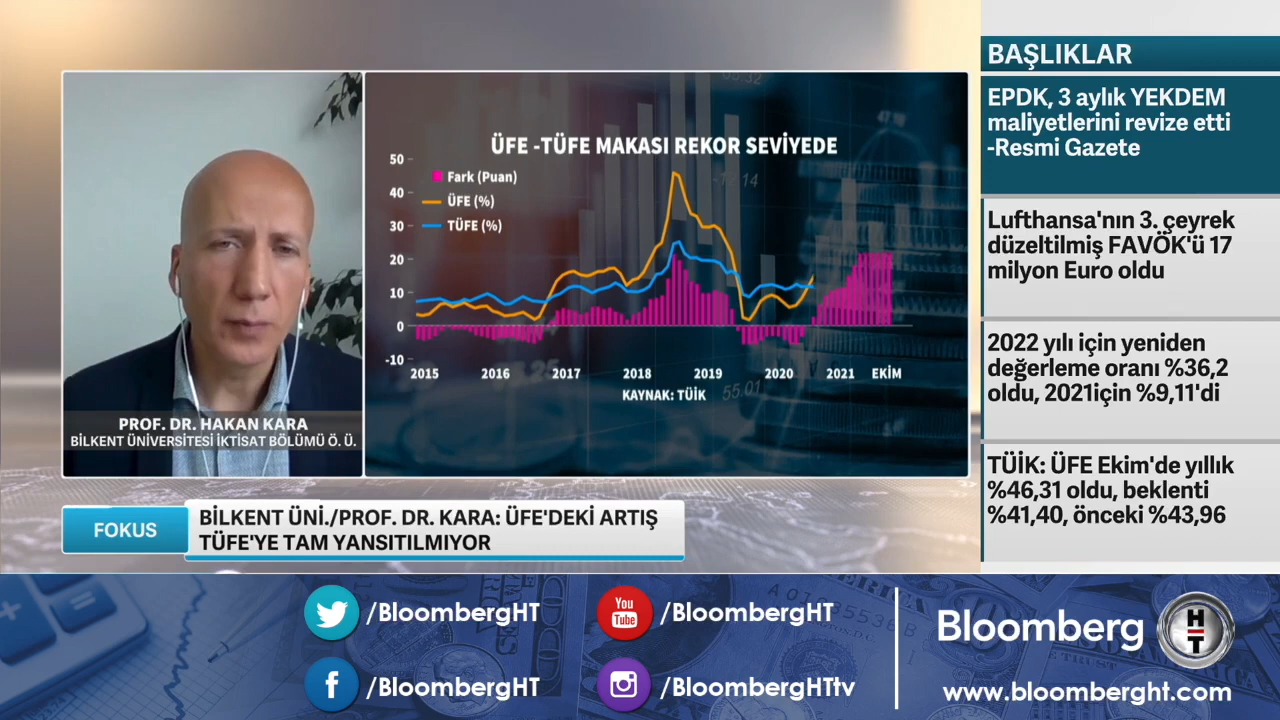 BAŞLIKLAR
EPDK, 3 aylık YEKDEM
maliyetlerini revize etti
-Resmi Gazete
Lufthansa'nın 3. çeyrek
düzeltilmiş FAVÖK'ü 17
milyon Euro oldu
2022 yılı için yeniden
değerleme oranı %36,2
oldu, 2021için %9,11'di
TÜİK: ÜFE Ekim'de yıllık
%46,31 oldu, beklenti
%41,40, önceki %43,96
ÜFE -TÜFE MAKASI REKOR SEVİYEDE
50
40
30
20
10
0
-10
Fark (Puan)
ÜFE (%)
TÜFE (%)
2015 2016 2017 2018 2019 2020 2021 EKİM
KAYNAK: TÜİK
55.01
PROF. DR. HAKAN KARA
BİLKENT ÜNİVERSİTESİ İKTİSAT BÖLÜMÜ Ö. Ü.
FOKUS
BİLKENT ÜNİ./PROF. DR. KARA: ÜFE'DEKİ ARTIŞ
TÜFE'YE TAM YANSITILMIYOR
/BloombergHT
You
Tube
/BloombergHT
/BloombergHT
/BloombergHTtv
Bloomberg HT
www.bloomberght.com